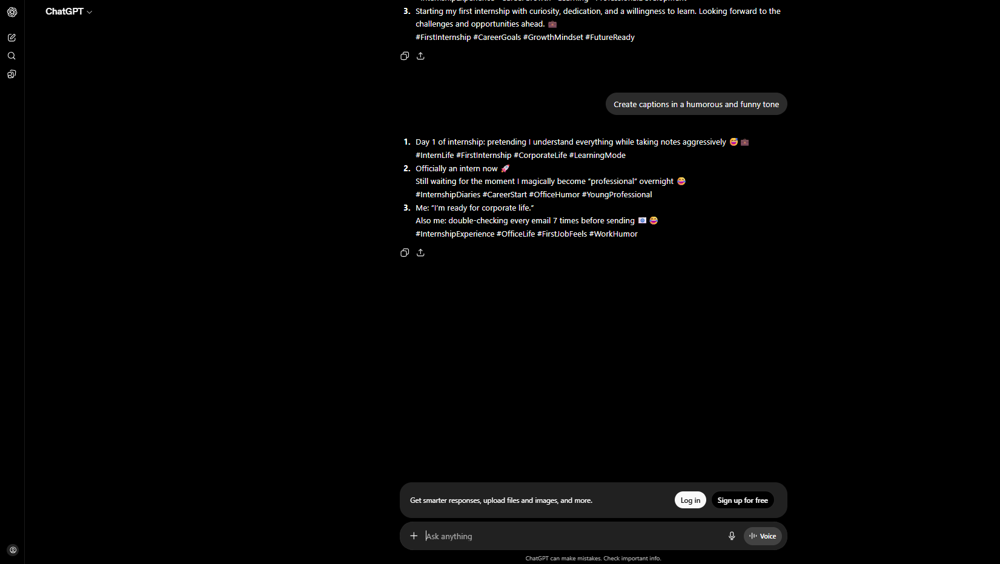 ChatGPT
3. Starting my first internship with curiosity, dedication, and a willingness to learn. Looking forward to the
challenges and opportunities ahead. 💼
#FirstInternship #CareerGoals #GrowthMindset #FutureReady
Create captions in a humorous and funny tone
1. Day 1 of internship: pretending I understand everything while taking notes aggressively 😅 💼
#InternLife #FirstInternship #CorporateLife #LearningMode
2. Officially an intern now 🚀
Still waiting for the moment I magically become “professional” overnight 😂
#InternshipDiaries #CareerStart #OfficeHumor #YoungProfessional
3. Me: “I’m ready for corporate life.”
Also me: double-checking every email 7 times before sending 📧 😄
#InternshipExperience #OfficeLife #FirstJobFeels #WorkHumor
Get smarter responses, upload files and images, and more.
Log in
Sign up for free
Ask anything
Voice
ChatGPT can make mistakes. Check important info.